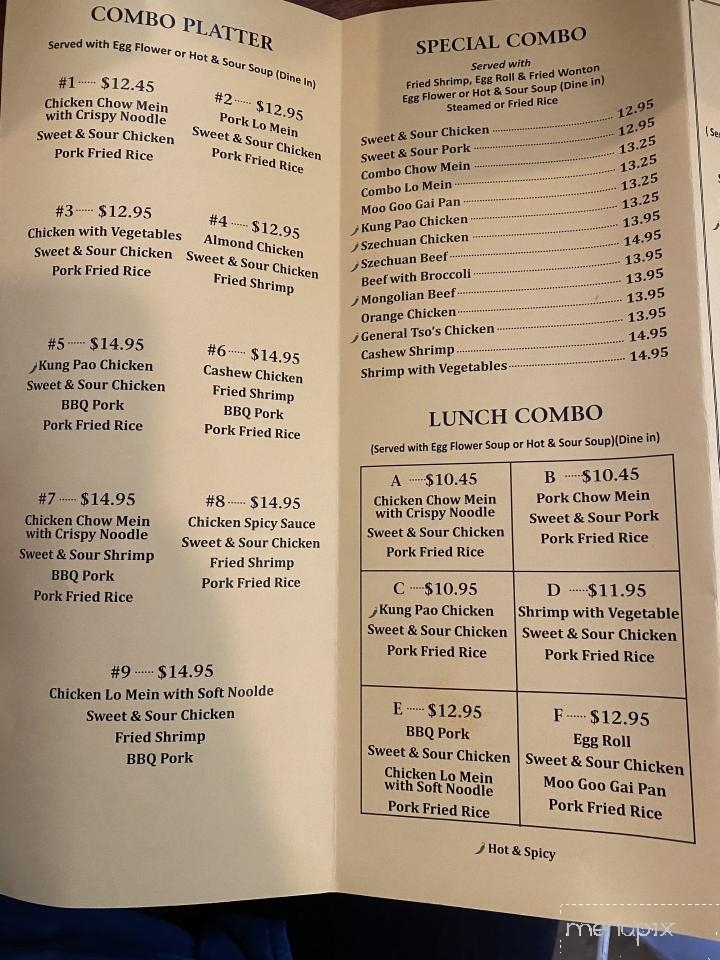 COMBO PLATTER
Served with Egg Flower or Hot & Sour Soup (Dine In)
#1 ...... $12.45
Chicken Chow Mein
with Crispy Noodle
Sweet & Sour Chicken
Pork Fried Rice
#2 ...... $12.95
Pork Lo Mein
Sweet & Sour Chicken
Pork Fried Rice
#3 ...... $12.95
Chicken with Vegetables
Sweet & Sour Chicken
Pork Fried Rice
#4 ...... $12.95
Almond Chicken
Sweet & Sour Chicken
Fried Shrimp
#5 ...... $14.95
Kung Pao Chicken
Sweet & Sour Chicken
BBQ Pork
Pork Fried Rice
#6 ...... $14.95
Cashew Chicken
Fried Shrimp
BBQ Pork
Pork Fried Rice
#7 ...... $14.95
Chicken Chow Mein
with Crispy Noodle
Sweet & Sour Shrimp
BBQ Pork
Pork Fried Rice
#8 ...... $14.95
Chicken Spicy Sauce
Sweet & Sour Chicken
Fried Shrimp
Pork Fried Rice
#9 ...... $14.95
Chicken Lo Mein with Soft Noolde
Sweet & Sour Chicken
Fried Shrimp
BBQ Pork
SPECIAL COMBO
Served with
Fried Shrimp, Egg Roll & Fried Wonton
Egg Flower or Hot & Sour Soup (Dine in)
Steamed or Fried Rice
Sweet & Sour Chicken ...... 12.95
Sweet & Sour Pork ...... 12.95
Combo Chow Mein ...... 13.25
Combo Lo Mein ...... 13.25
Moo Goo Gai Pan ...... 13.25
Kung Pao Chicken ...... 13.25
Szechuan Chicken ...... 13.95
Szechuan Beef ...... 14.95
Beef with Broccoli ...... 13.95
Mongolian Beef ...... 13.95
Orange Chicken ...... 13.95
General Tso's Chicken ...... 13.95
Cashew Shrimp ...... 14.95
Shrimp with Vegetables ...... 14.95
LUNCH COMBO
(Served with Egg Flower Soup or Hot & Sour Soup)(Dine in)
A ......$10.45
Chicken Chow Mein
with Crispy Noodle
Sweet & Sour Chicken
Pork Fried Rice
B ......$10.45
Pork Chow Mein
Sweet & Sour Pork
Pork Fried Rice
C ......$10.95
Kung Pao Chicken
Sweet & Sour Chicken
Pork Fried Rice
D ......$11.95
Shrimp with Vegetable
Sweet & Sour Chicken
Pork Fried Rice
E ...... $12.95
BBQ Pork
Sweet & Sour Chicken
Chicken Lo Mein
with Soft Noodle
Pork Fried Rice
F ...... $12.95
Egg Roll
Sweet & Sour Chicken
Moo Goo Gai Pan
Pork Fried Rice
Hot & Spicy
menupix